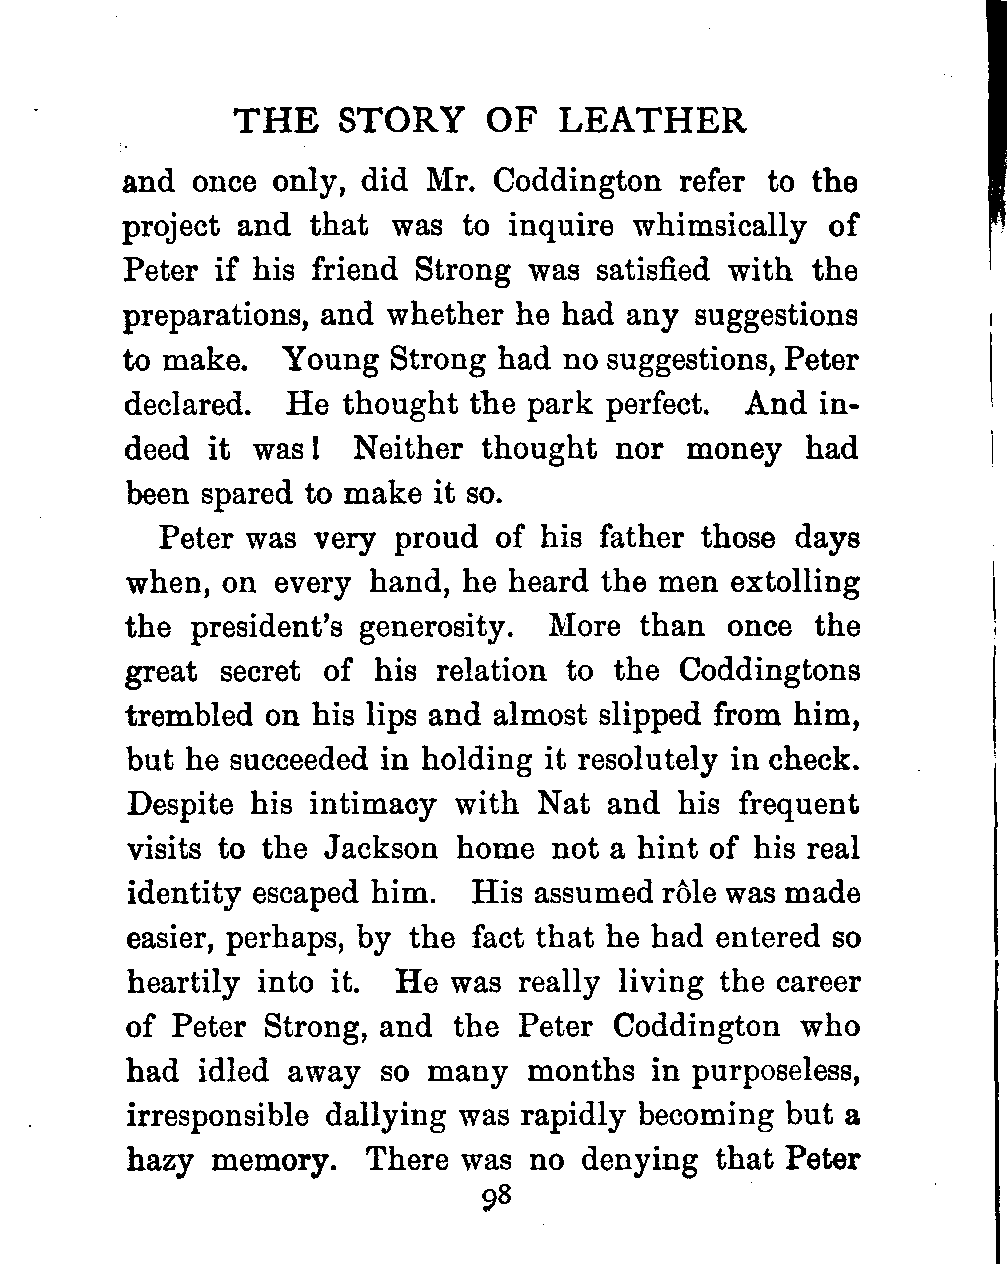 THE STORY OF LEATHER
and once only, did Mr. Coddington refer to the
project and that was to inquire whimsically of
Peter if his friend Strong was satisfied with the
preparations, and whether he had any suggestions
to make. Young Strong had no suggestions, Peter
declared. He thought the park perfect. And in-
deed it was! Neither thought nor money had
been spared to make it so.
Peter was very proud of his father those days
when, on every hand, he heard the men extolling
the president's generosity. More than once the
great secret of his relation to the Coddingtons
trembled on his lips and almost slipped from him,
but he succeeded in holding it resolutely in check.
Despite his intimacy with Nat and his frequent
visits to the Jackson home not a hint of his real
identity escaped him. His assumed rôle was made
easier, perhaps, by the fact that he had entered so
heartily into it. He was really living the career
of Peter Strong, and the Peter Coddington who
had idled away so many months in purposeless,
irresponsible dallying was rapidly becoming but a
hazy memory. There was no denying that Peter
98